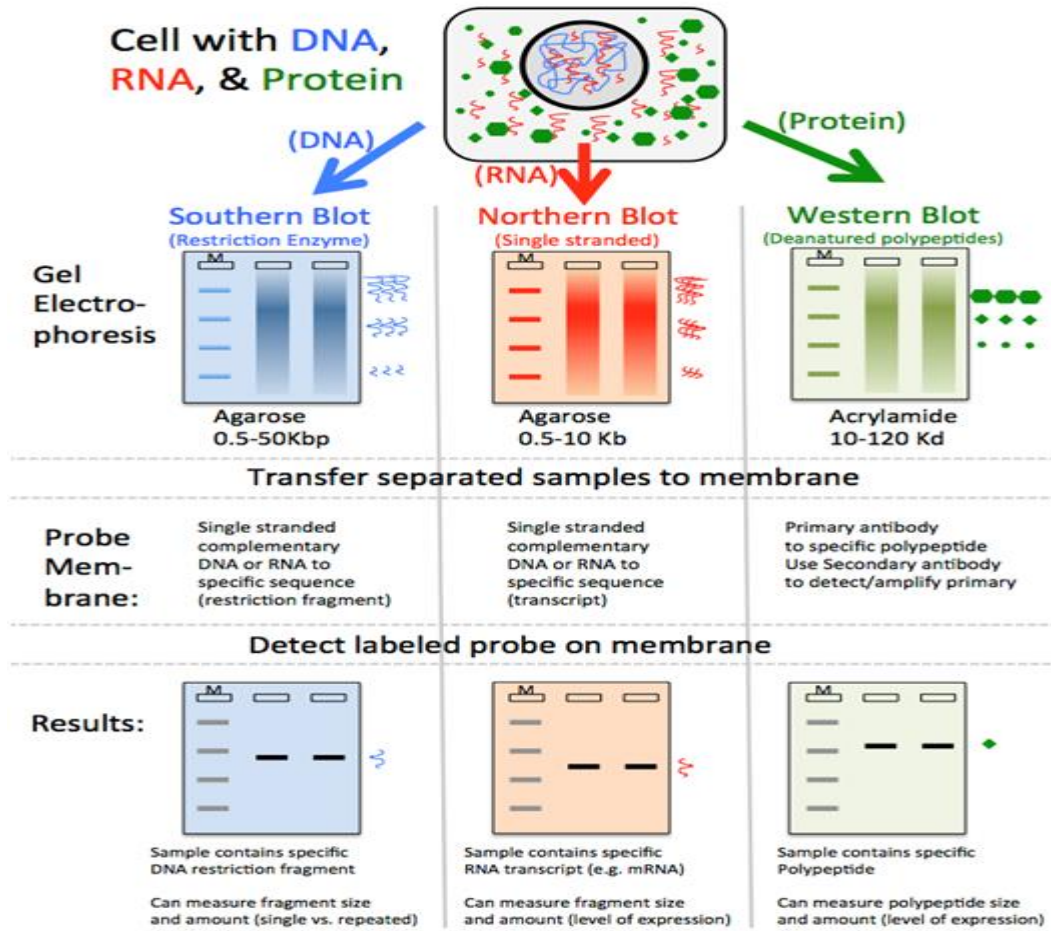 Cell with DNA,
RNA, & Protein
(DNA)
(RNA)
(Protein)
Southern Blot
(Restriction Enzyme)
Northern Blot
(Single stranded)
Western Blot
(Deanatured polypeptides)
Gel
Electro-
phoresis
M
M
M
Agarose
0.5-50Kbp
Agarose
0.5-10 Kb
Acrylamide
10-120 Kd
Transfer separated samples to membrane
Probe
Mem-
brane:
Single stranded
complementary
DNA or RNA to
specific sequence
(restriction fragment)
Single stranded
complementary
DNA or RNA to
specific sequence
(transcript)
Primary antibody
to specific polypeptide
Use Secondary antibody
to detect/amplify primary
Detect labeled probe on membrane
Results:
M
M
M
Sample contains specific
DNA restriction fragment
Can measure fragment size
and amount (single vs. repeated)
Sample contains specific
RNA transcript (e.g. mRNA)
Can measure fragment size
and amount (level of expression)
Sample contains specific
Polypeptide
Can measure polypeptide size
and amount (level of expression)